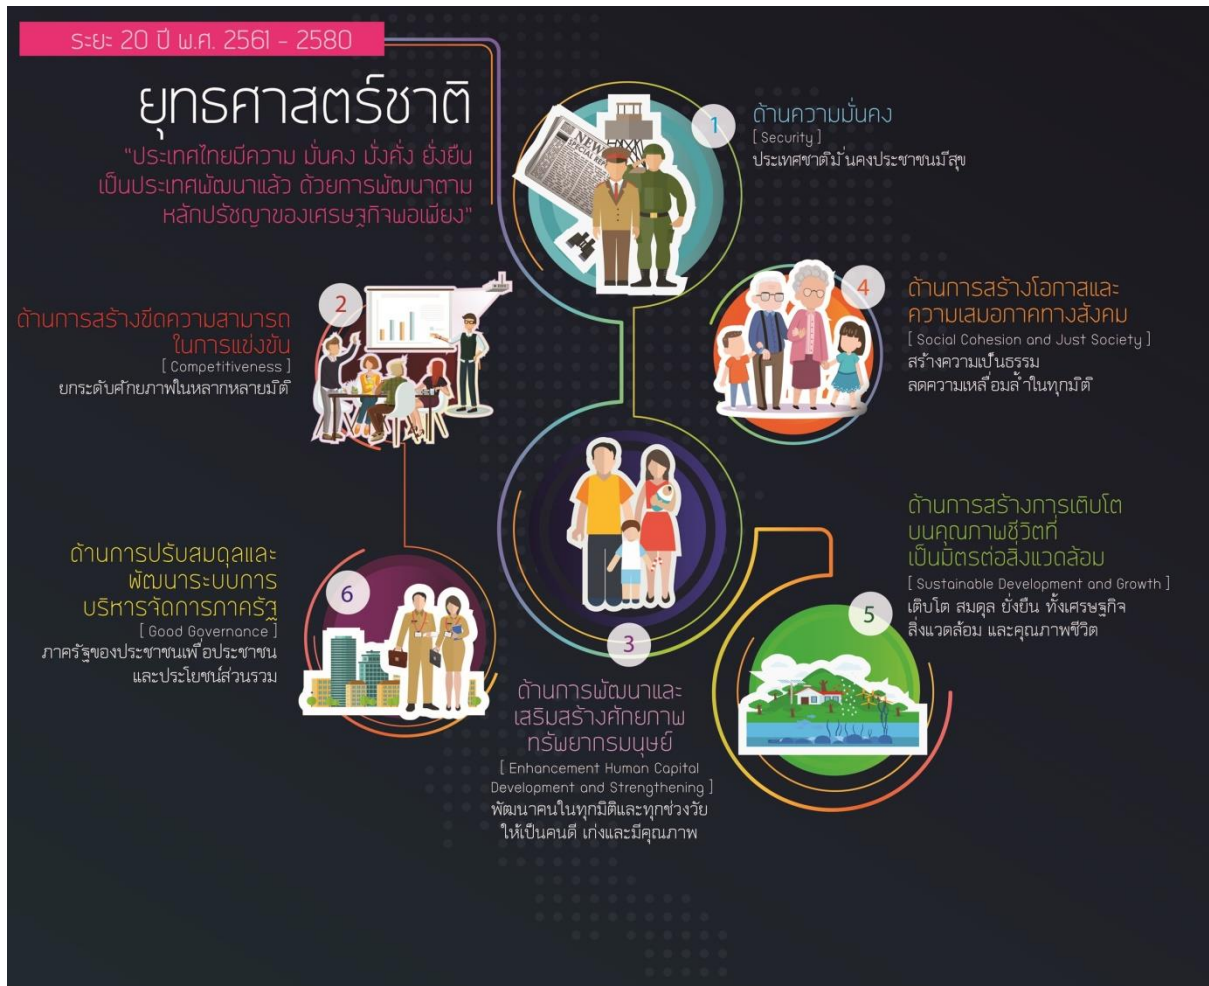 ระยะ 20 ปี พ.ศ. 2561 - 2580
ยุทธศาสตร์ชาติ
"ประเทศไทยมีความ มั่นคง มั่งคั่ง ยั่งยืน
เป็นประเทศพัฒนาแล้ว ด้วยการพัฒนาตาม
หลักปรัชญาของเศรษฐกิจพอเพียง"
NEWS
SPECIAL REPORT
1
ด้านความมั่นคง
[ Security ]
ประเทศชาติมั่นคงประชาชนมีสุข
2
ด้านการสร้างขีดความสามารถ
ในการแข่งขัน
[ Competitiveness ]
ยกระดับศักยภาพในหลากหลายมิติ
3
ด้านการพัฒนาและ
เสริมสร้างศักยภาพ
ทรัพยากรมนุษย์
[ Enhancement Human Capital
Development and Strengthening ]
พัฒนาคนในทุกมิติและทุกช่วงวัย
ให้เป็นคนดี เก่งและมีคุณภาพ
4
ด้านการสร้างโอกาสและ
ความเสมอภาคทางสังคม
[ Social Cohesion and Just Society ]
สร้างความเป็นธรรม
ลดความเหลื่อมล้ำในทุกมิติ
5
ด้านการสร้างการเติบโต
บนคุณภาพชีวิตที่
เป็นมิตรต่อสิ่งแวดล้อม
[ Sustainable Development and Growth ]
เติบโต สมดุล ยั่งยืน ทั้งเศรษฐกิจ
สิ่งแวดล้อม และคุณภาพชีวิต
6
ด้านการปรับสมดุลและ
พัฒนาระบบการ
บริหารจัดการภาครัฐ
[ Good Governance ]
ภาครัฐของประชาชนเพื่อประชาชน
และประโยชน์ส่วนรวม